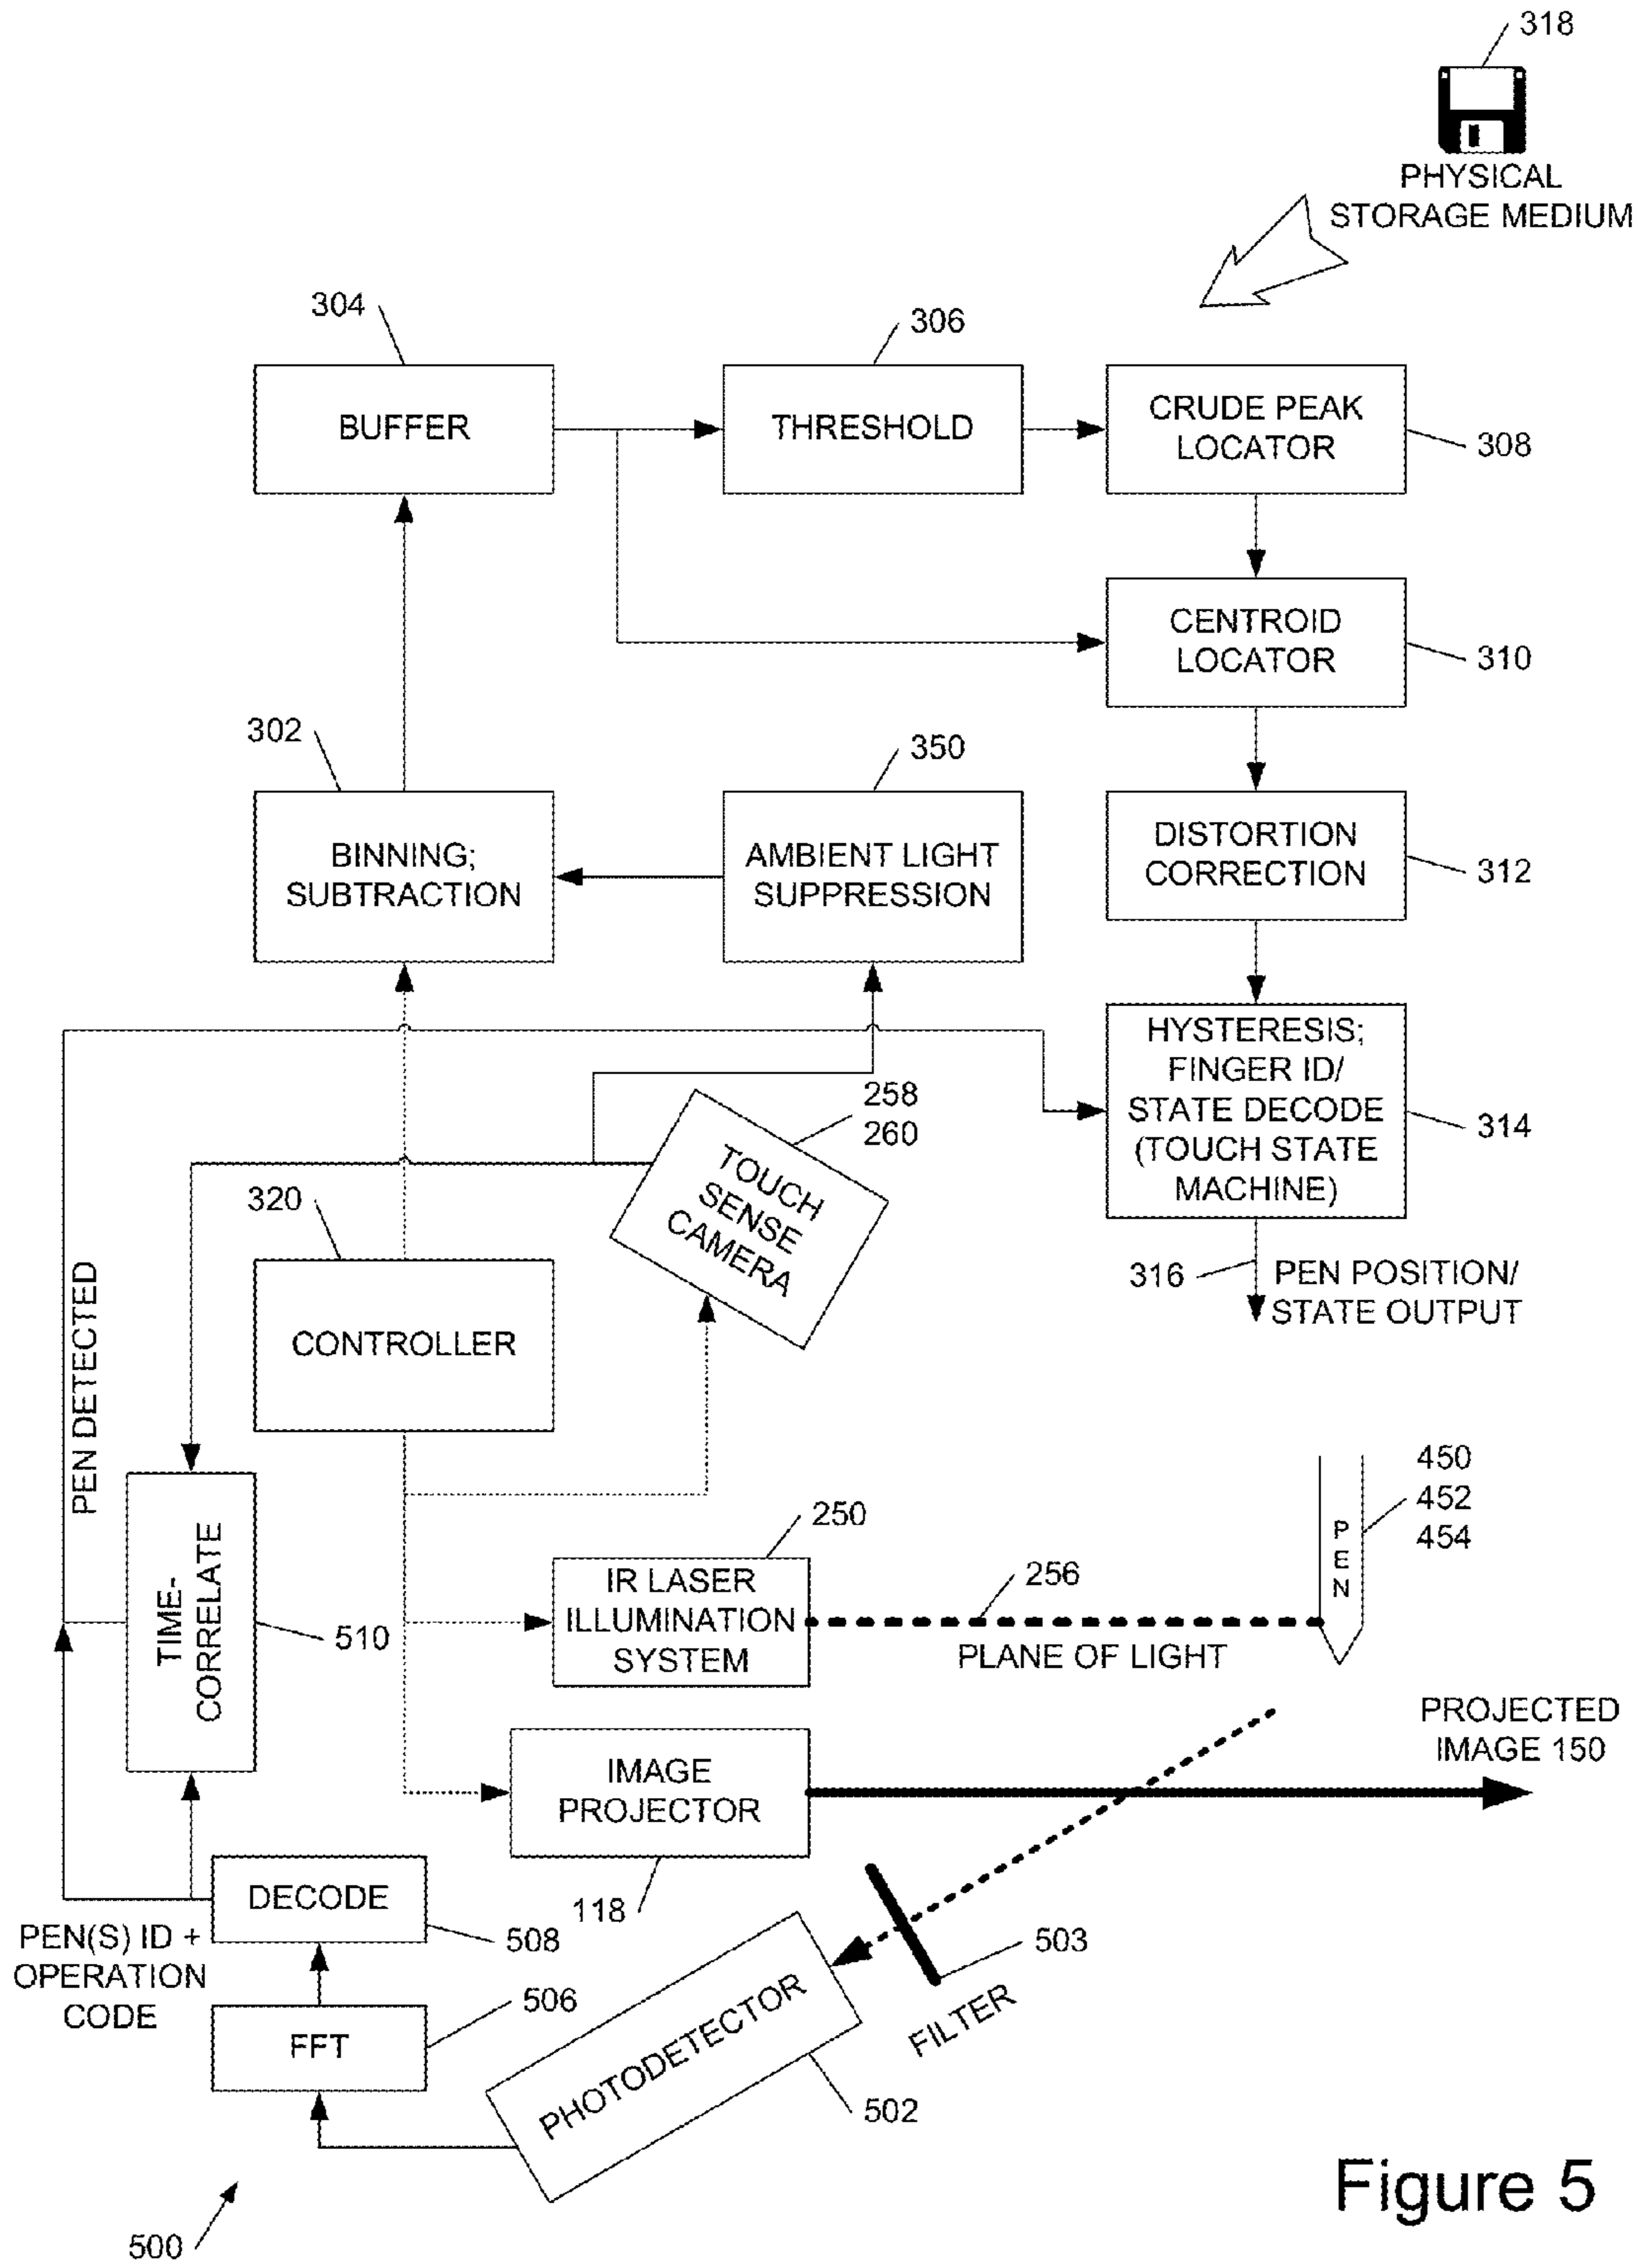 318
PHYSICAL
STORAGE MEDIUM
304
306
BUFFER
THRESHOLD
CRUDE PEAK
LOCATOR
308
CENTROID
LOCATOR
310
302
350
BINNING;
SUBTRACTION
AMBIENT LIGHT
SUPPRESSION
DISTORTION
CORRECTION
312
HYSTERESIS;
FINGER ID/
STATE DECODE
(TOUCH STATE
MACHINE)
314
258
260
TOUCH
SENSE
CAMERA
320
CONTROLLER
316
PEN POSITION/
STATE OUTPUT
PEN DETECTED
TIME-
CORRELATE
510
250
IR LASER
ILLUMINATION
SYSTEM
256
PLANE OF LIGHT
PEN
450
452
454
IMAGE
PROJECTOR
118
PROJECTED
IMAGE 150
DECODE
508
PEN(S) ID +
OPERATION
CODE
FFT
506
503
FILTER
PHOTODETECTOR
502
500
Figure 5